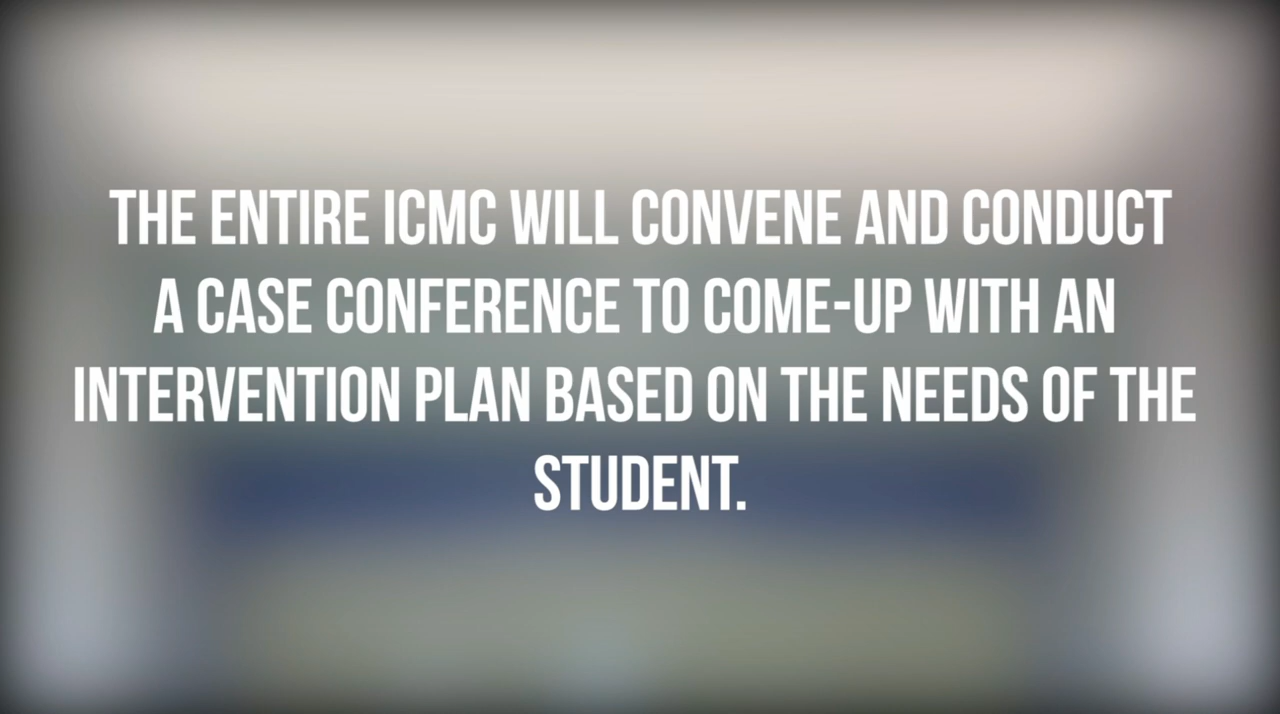 THE ENTIRE ICMC WILL CONVENE AND CONDUCT
A CASE CONFERENCE TO COME-UP WITH AN
INTERVENTION PLAN BASED ON THE NEEDS OF THE
STUDENT.